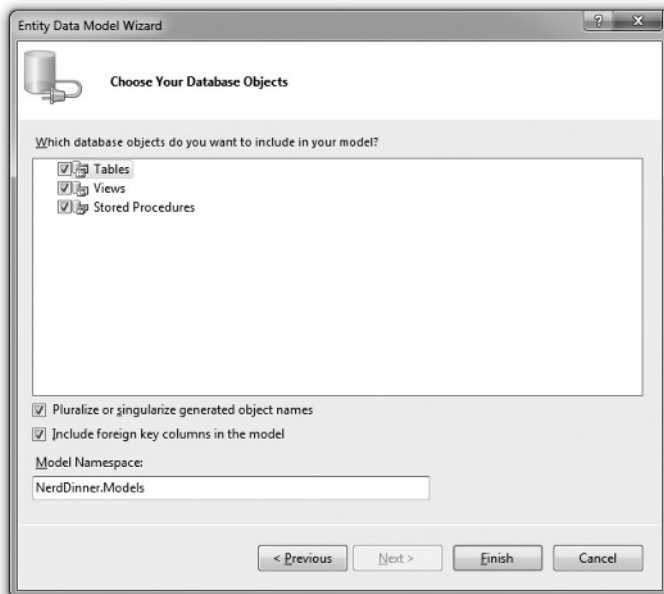 Entity Data Model Wizard
?
X
Choose Your Database Objects
Which database objects do you want to include in your model?
Tables
Views
Stored Procedures
Pluralize or singularize generated object names
Include foreign key columns in the model
Model Namespace:
NerdDinner.Models
< Previous
Next >
Finish
Cancel